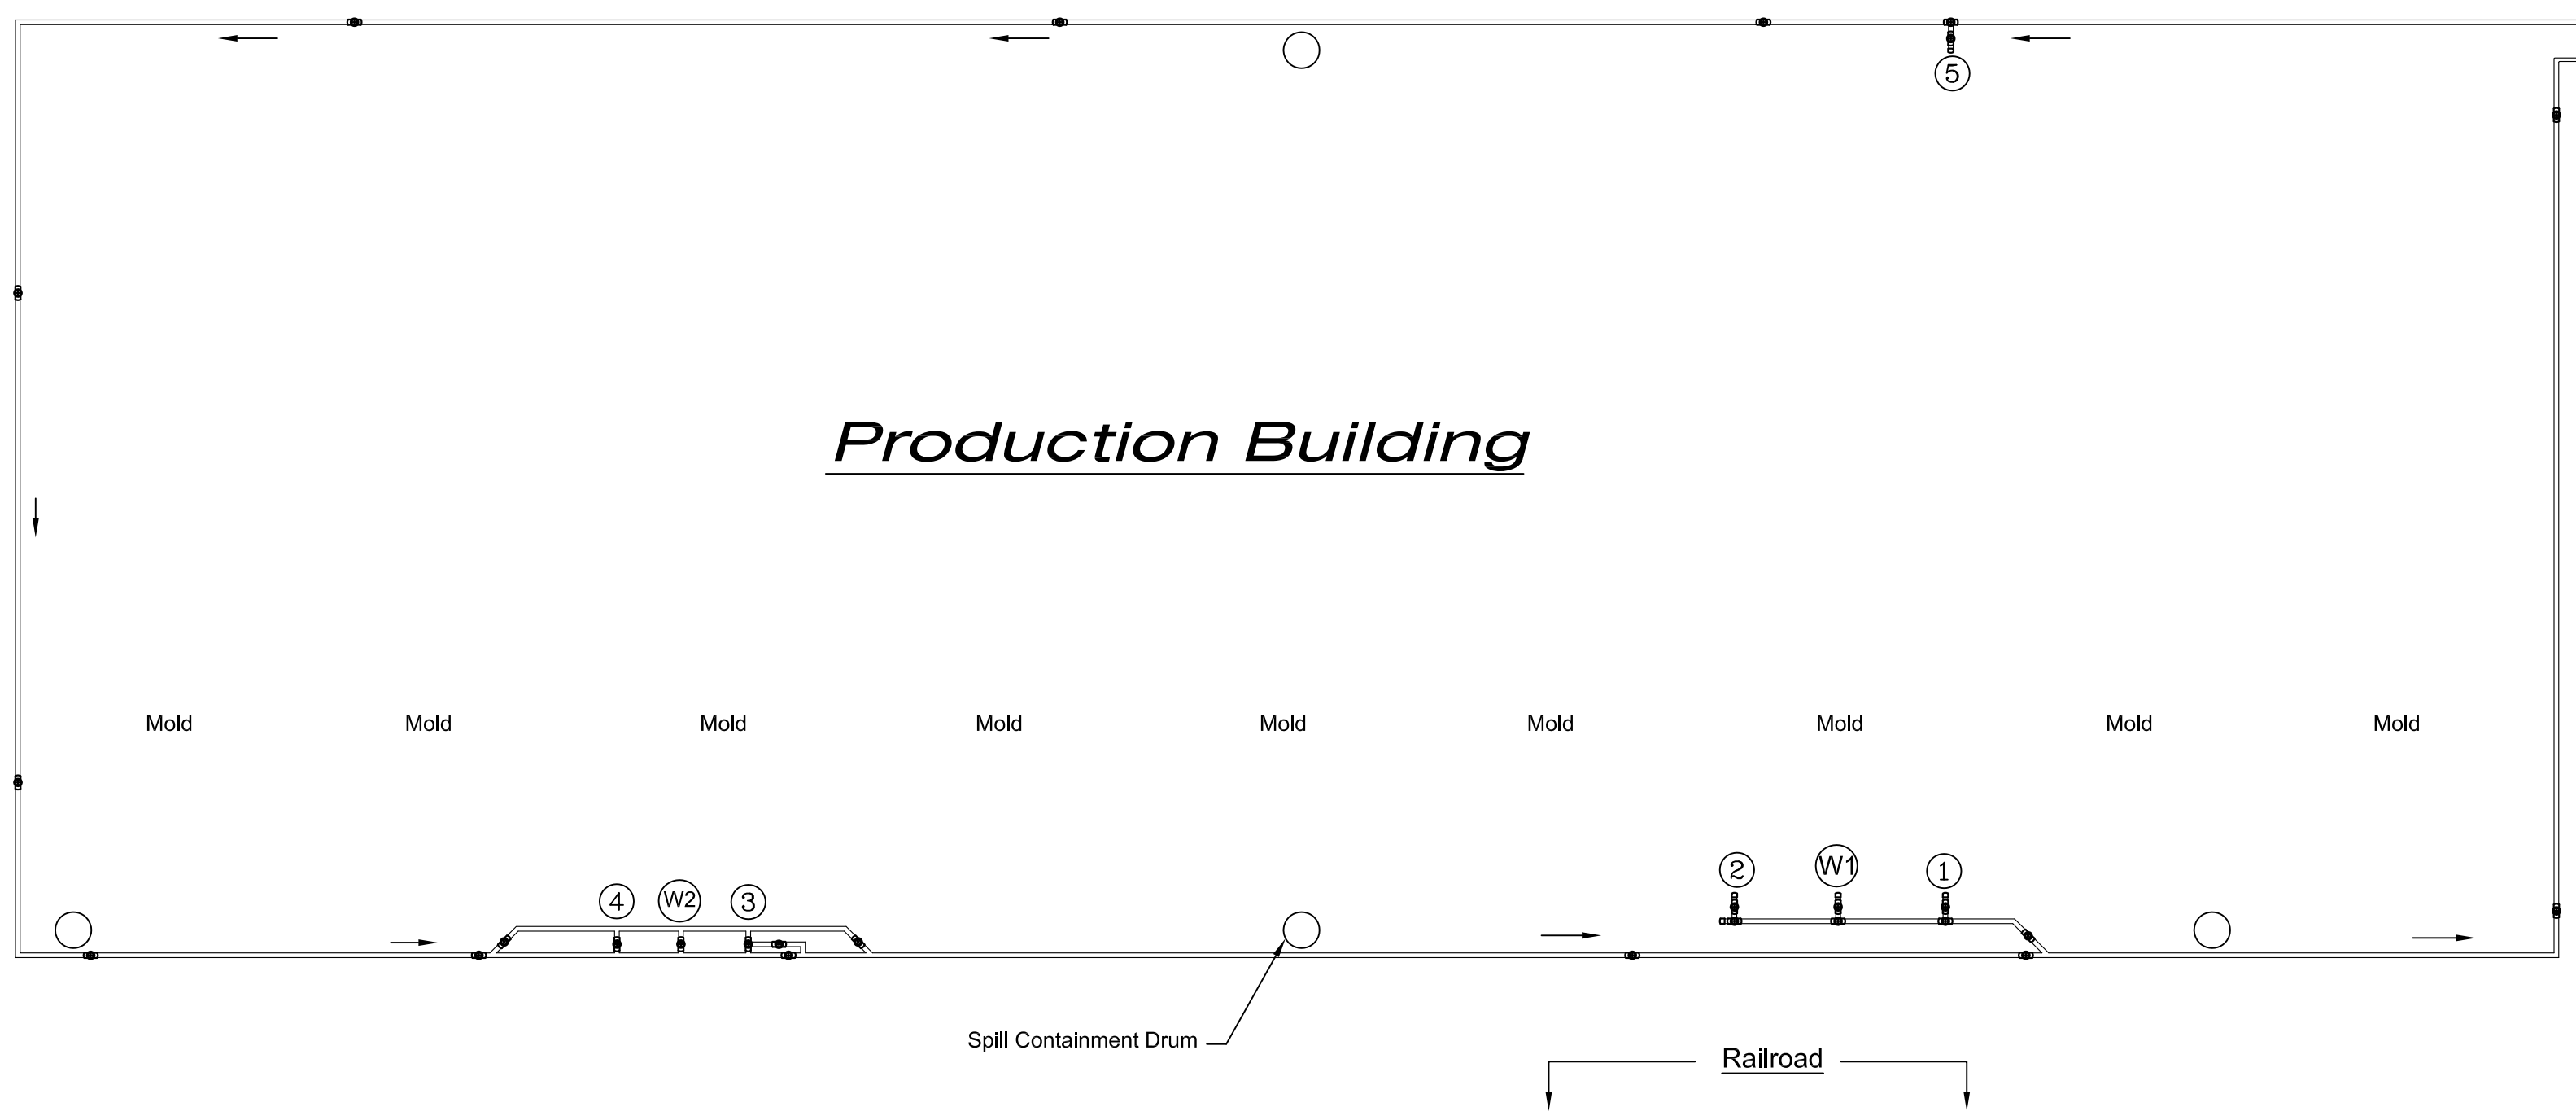 5
Production Building
Mold Mold Mold Mold Mold Mold Mold Mold Mold
2 W1 1
4 W2 3
Spill Containment Drum
Railroad